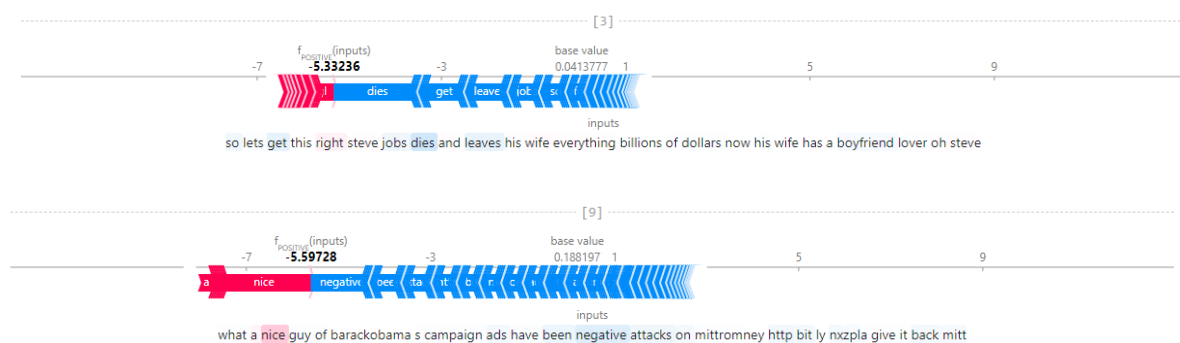 [3]
f_POSITIVE(inputs) base value
-7 -5.33236 -3 0.0413777 1 5 9
dies get leave
inputs
so lets get this right steve jobs dies and leaves his wife everything billions of dollars now his wife has a boyfriend lover oh steve
[9]
f_POSITIVE(inputs) base value
-7 -5.59728 -3 0.188197 1 5 9
a nice negative
inputs
what a nice guy of barackobama s campaign ads have been negative attacks on mittromney http bit ly nxzpla give it back mitt